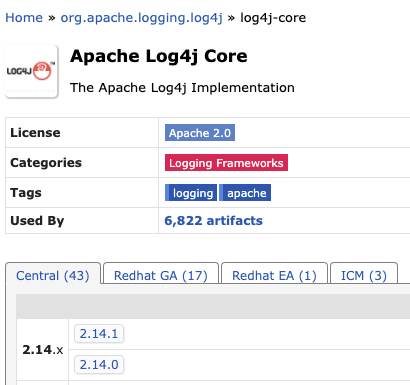 Home » org.apache.logging.log4j » log4j-core
LOG4J TM
Apache Log4j Core
The Apache Log4j Implementation
License Apache 2.0
Categories Logging Frameworks
Tags logging apache
Used By 6,822 artifacts
Central (43) Redhat GA (17) Redhat EA (1) ICM (3)
2.14.x
2.14.1
2.14.0